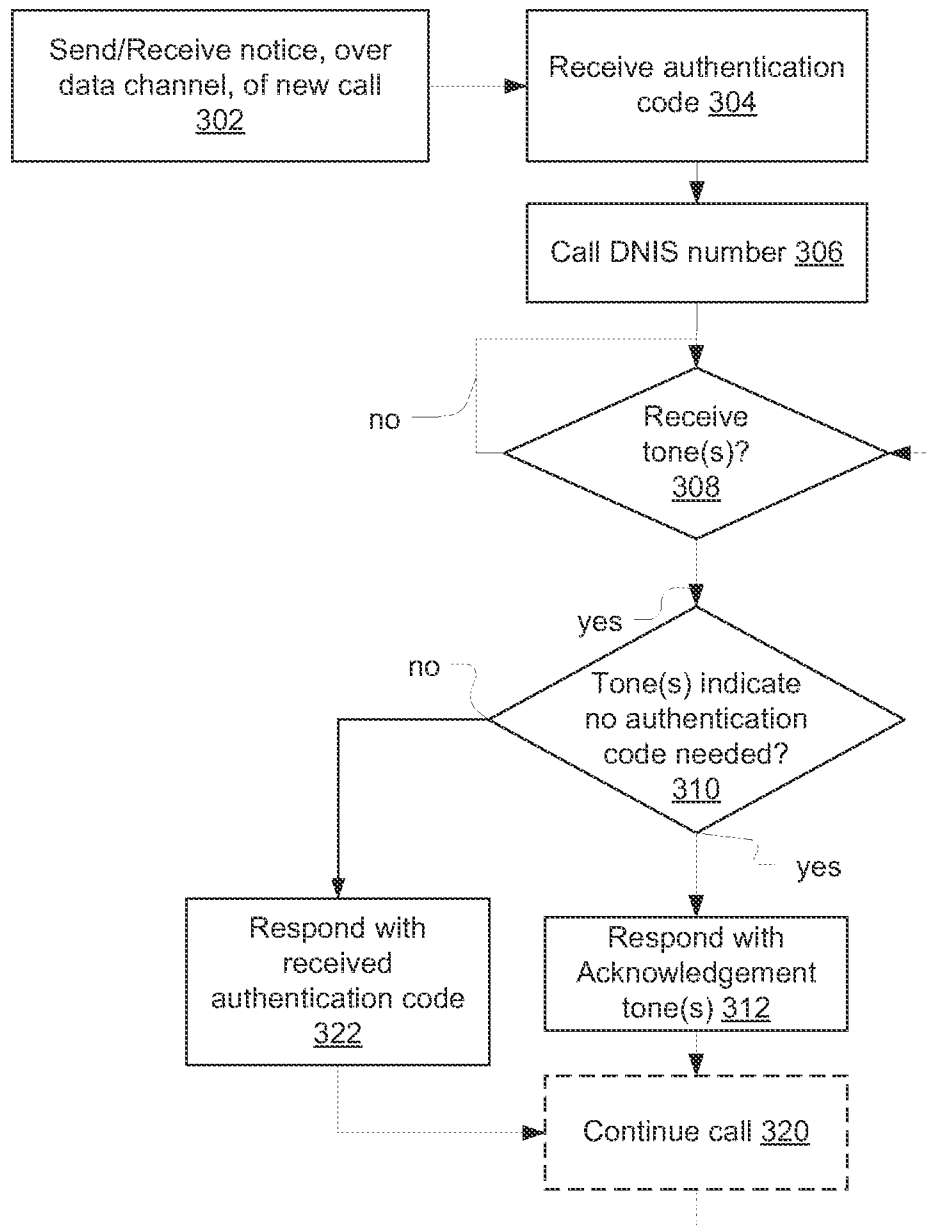 Send/Receive notice, over
data channel, of new call
302
Receive authentication
code 304
Call DNIS number 306
no
Receive
tone(s)?
308
yes
no
Tone(s) indicate
no authentication
code needed?
310
yes
Respond with
received
authentication code
322
Respond with
Acknowledgement
tone(s) 312
Continue call 320